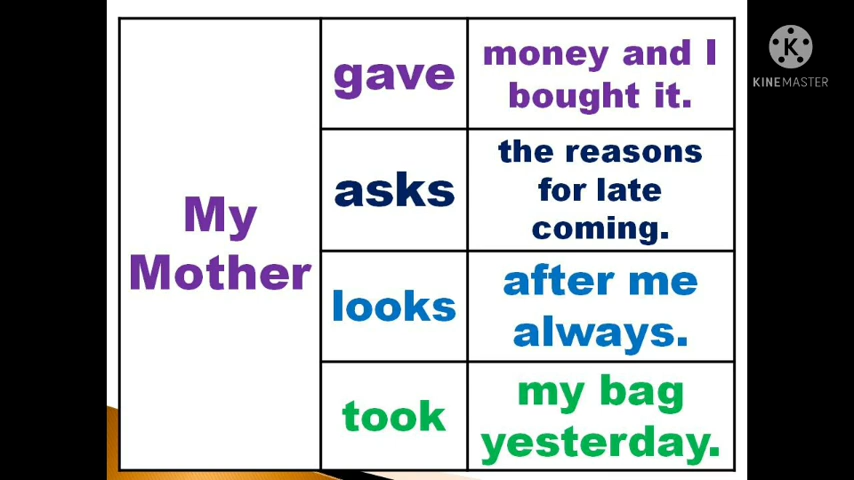 My
Mother
gave
money and I
bought it.
asks
the reasons
for late
coming.
looks
after me
always.
took
my bag
yesterday.
K
KINEMASTER